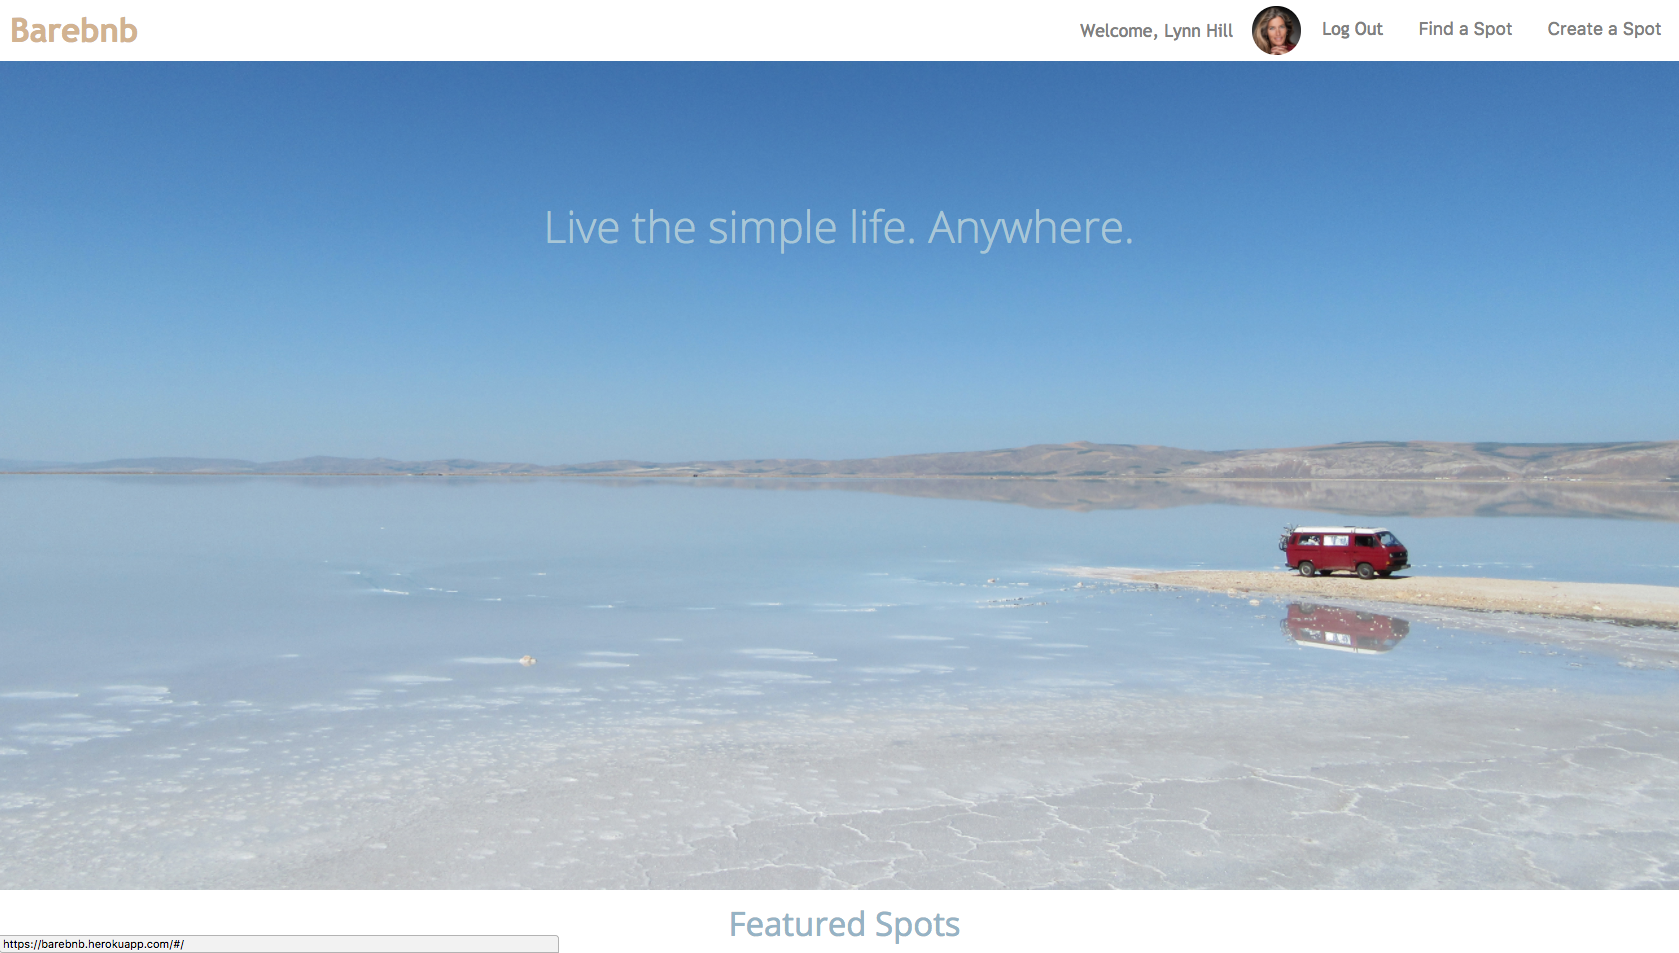 Barebnb
Welcome, Lynn Hill
Log Out
Find a Spot
Create a Spot
Live the simple life. Anywhere.
Featured Spots
https://barebnb.herokuapp.com/#/